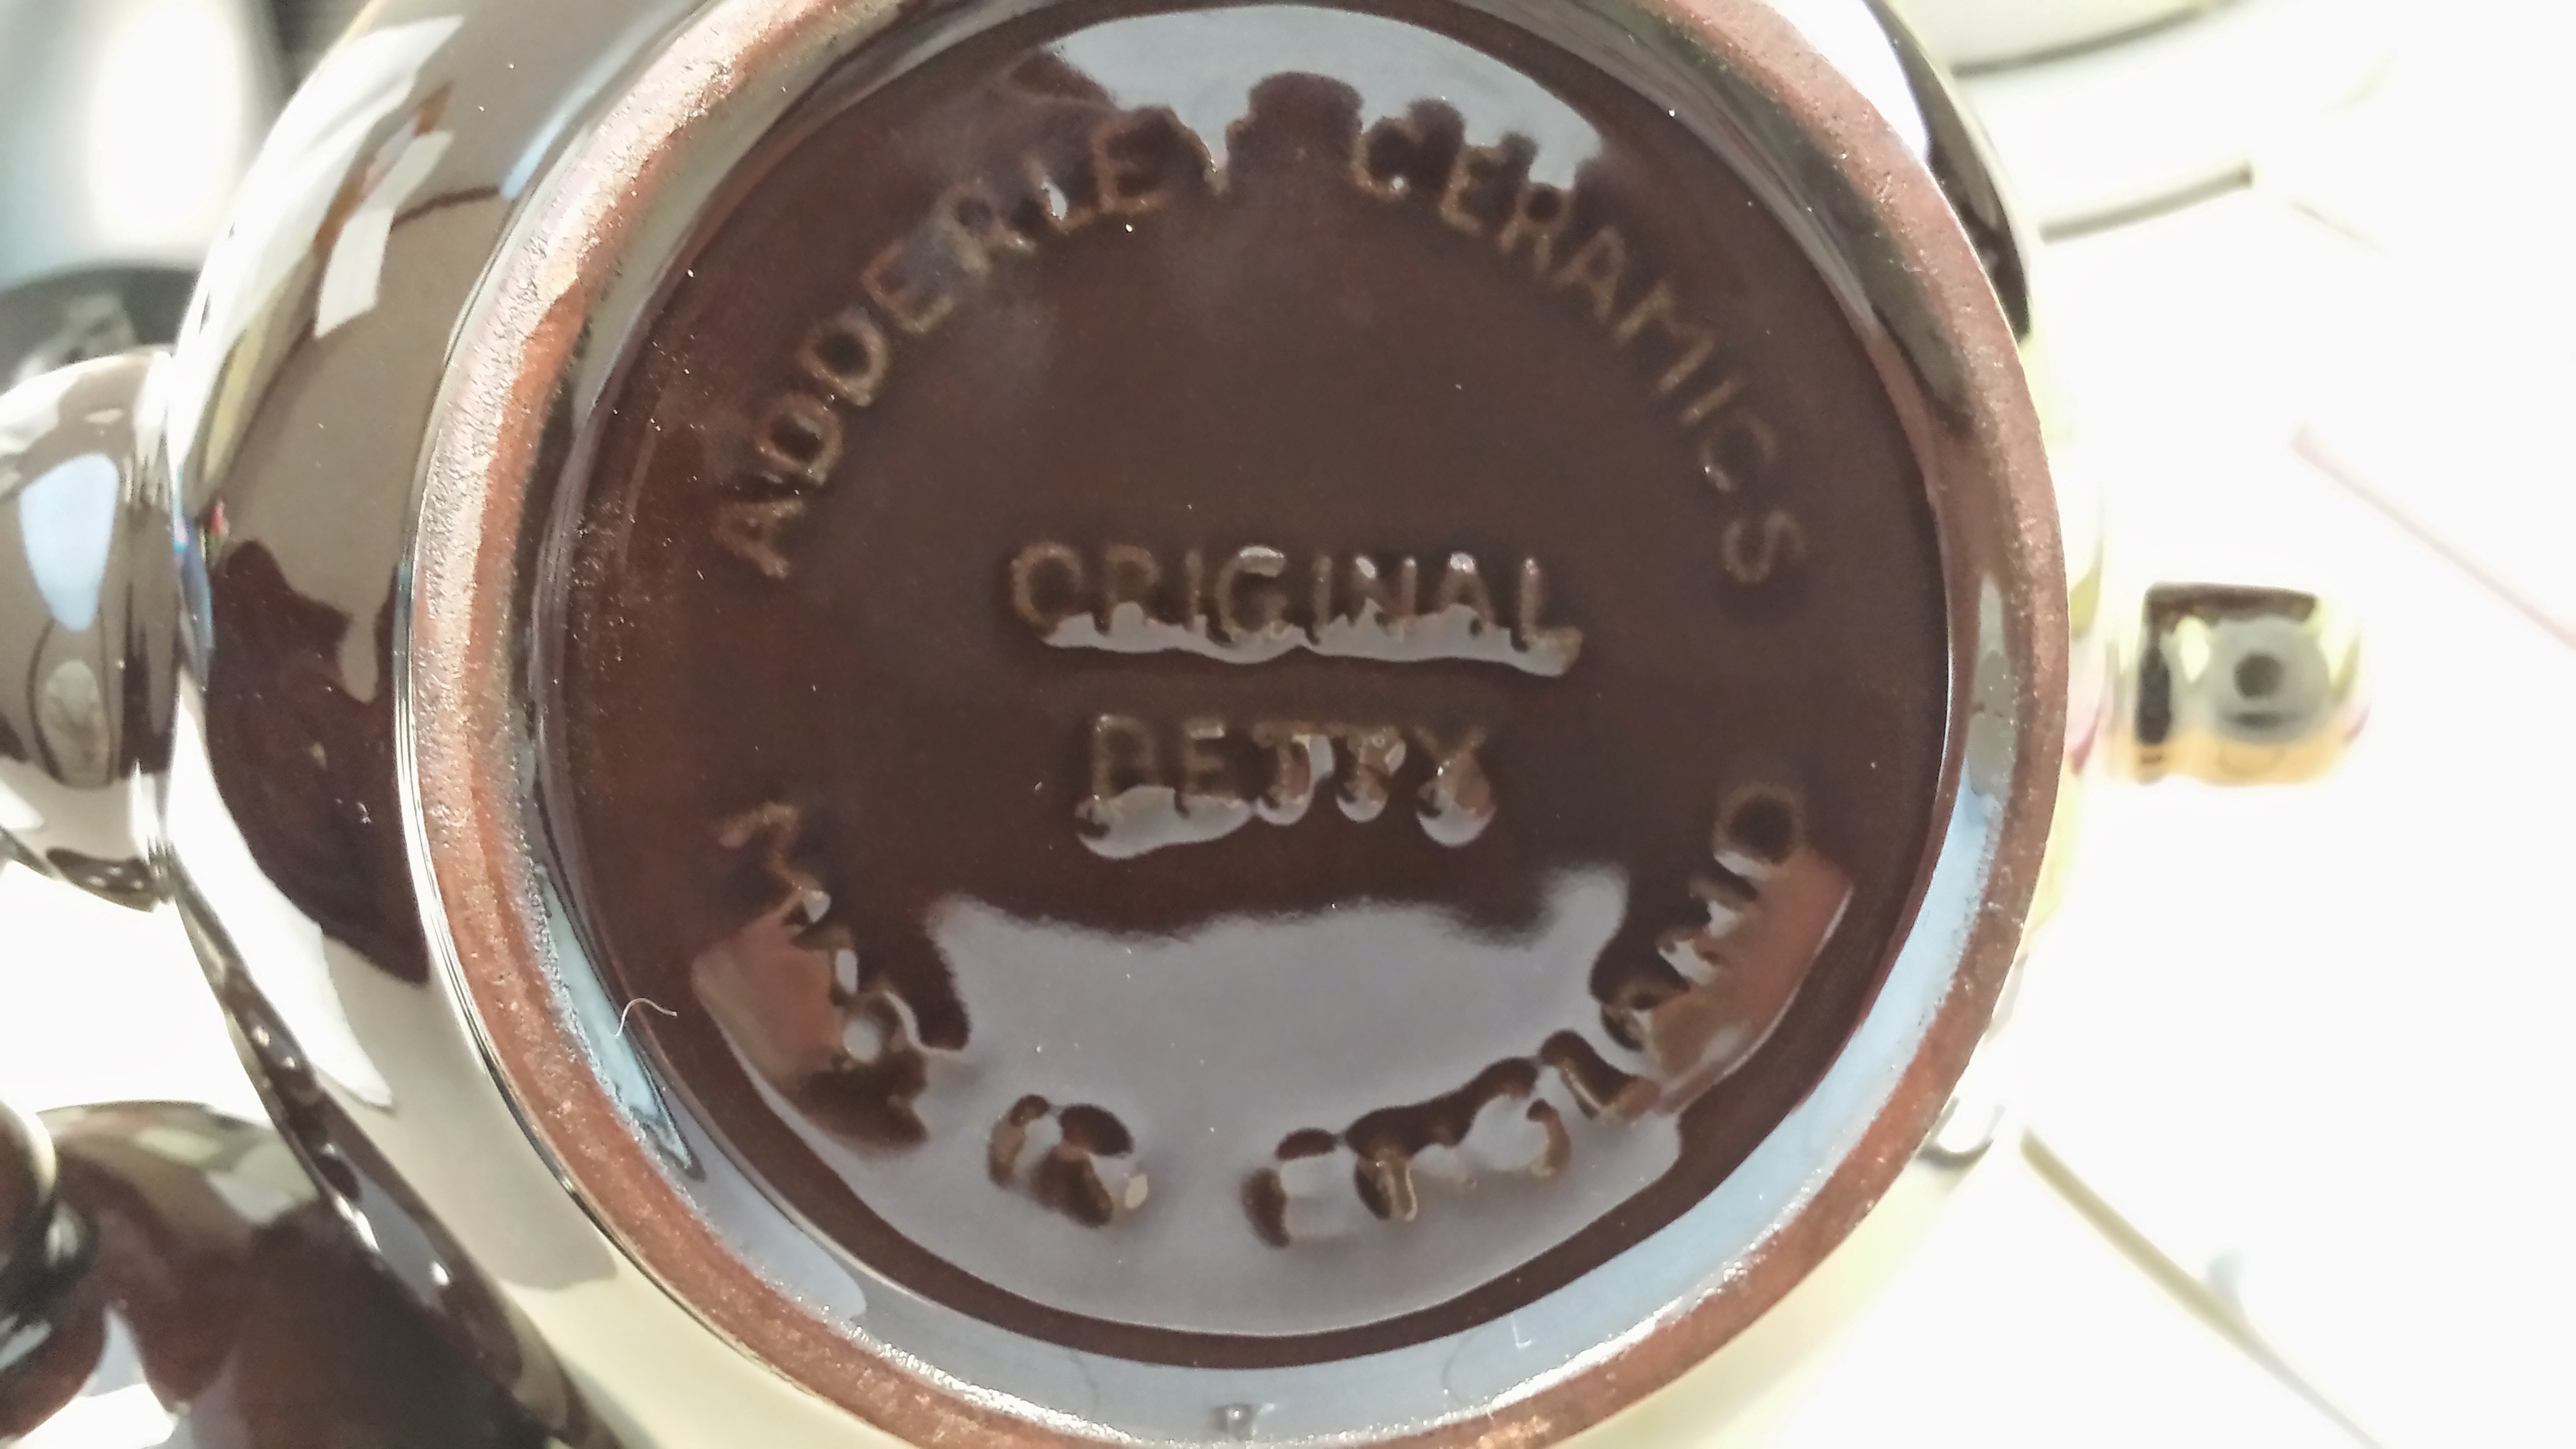 ADDERLEY CERAMICS
ORIGINAL
BETTY
MADE IN ENGLAND